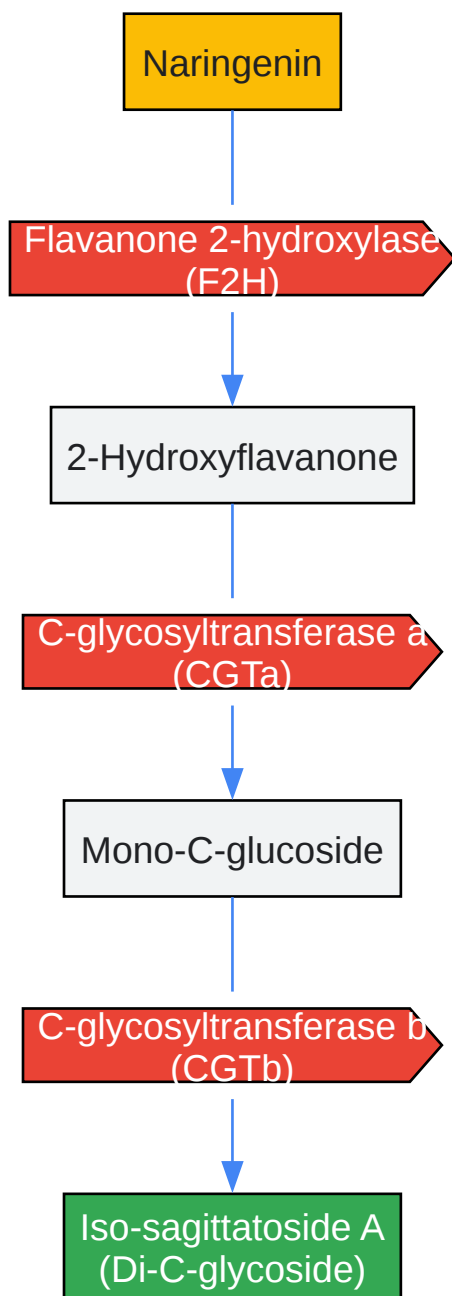 Naringenin
Flavanone 2-hydroxylase
(F2H)
2-Hydroxyflavanone
C-glycosyltransferase a
(CGTa)
Mono-C-glucoside
C-glycosyltransferase b
(CGTb)
Iso-sagittatoside A
(Di-C-glycoside)